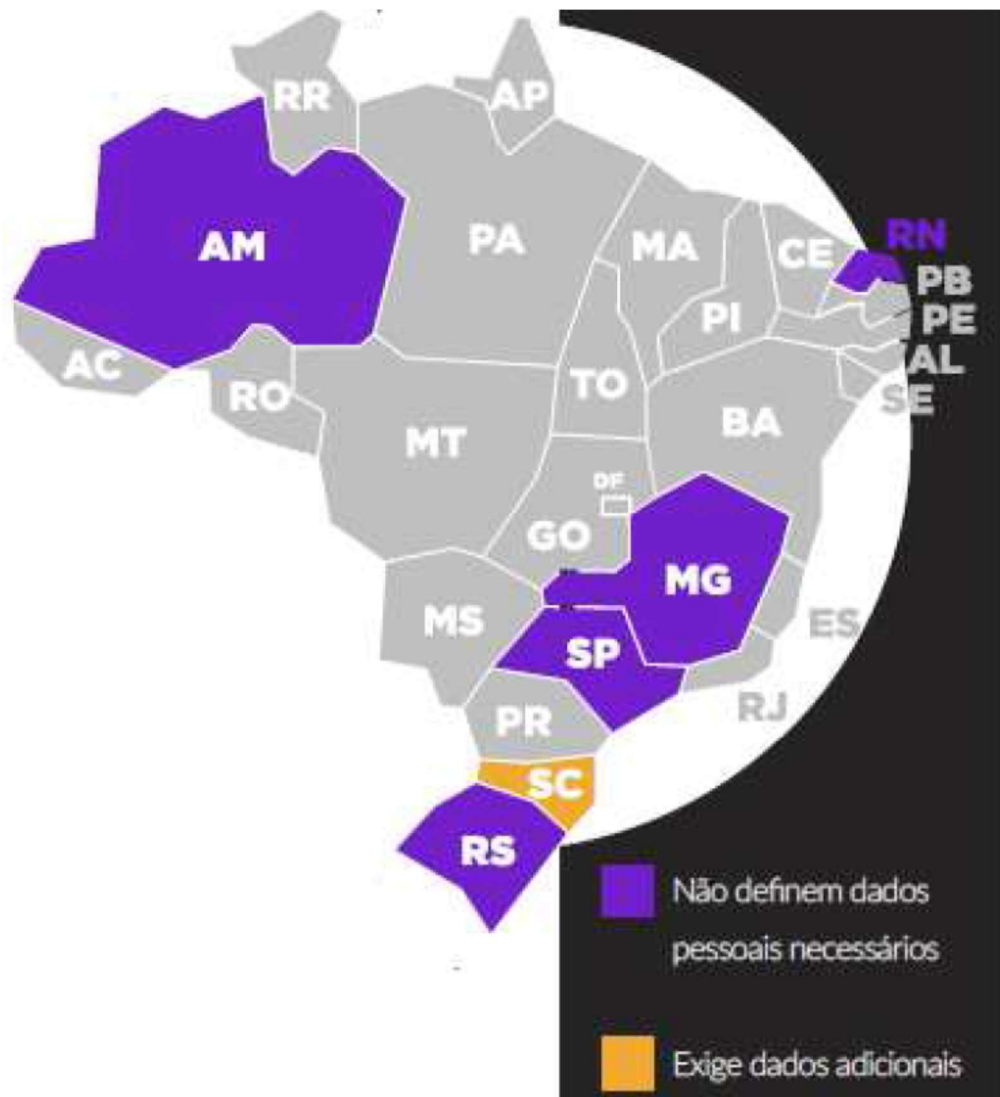 RR
AP
AM
PA
MA
CE
RN
PB
PI
PE
AC
RO
TO
AL
SE
MT
BA
DF
GO
MG
MS
ES
SP
RJ
PR
SC
RS
Não definem dados
pessoais necessários
Exige dados adicionais